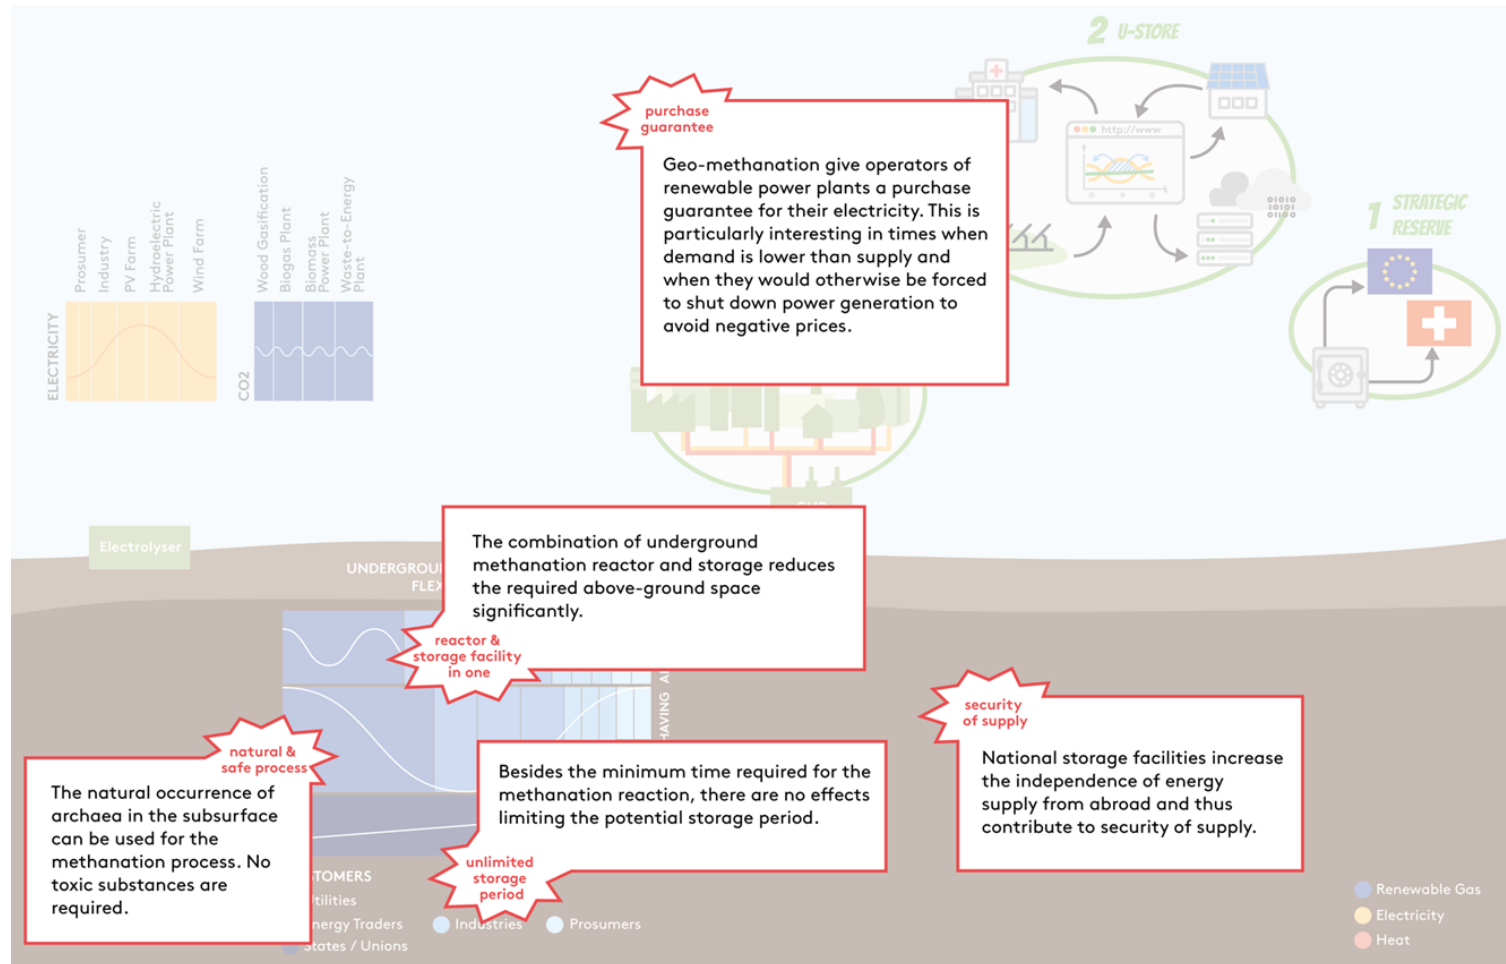 2 U-STORE
purchase
guarantee
Geo-methanation give operators of
renewable power plants a purchase
guarantee for their electricity. This is
particularly interesting in times when
demand is lower than supply and
when they would otherwise be forced
to shut down power generation to
avoid negative prices.
http://www
01010
10101
01100
1 STRATEGIC
RESERVE
ELECTRICITY
Prosumer
Industry
PV Farm
Hydroelectric
Power Plant
Wind Farm
CO2
Wood Gasification
Biogas Plant
Biomass
Power Plant
Waste-to-Energy
Plant
Electrolyser
The combination of underground
methanation reactor and storage reduces
the required above-ground space
significantly.
reactor &
storage facility
in one
natural &
safe process
The natural occurrence of
archaea in the subsurface
can be used for the
methanation process. No
toxic substances are
required.
Besides the minimum time required for the
methanation reaction, there are no effects
limiting the potential storage period.
unlimited
storage
period
security
of supply
National storage facilities increase
the independence of energy
supply from abroad and thus
contribute to security of supply.
Utilities
Energy Traders
States / Unions
Industries
Prosumers
Renewable Gas
Electricity
Heat